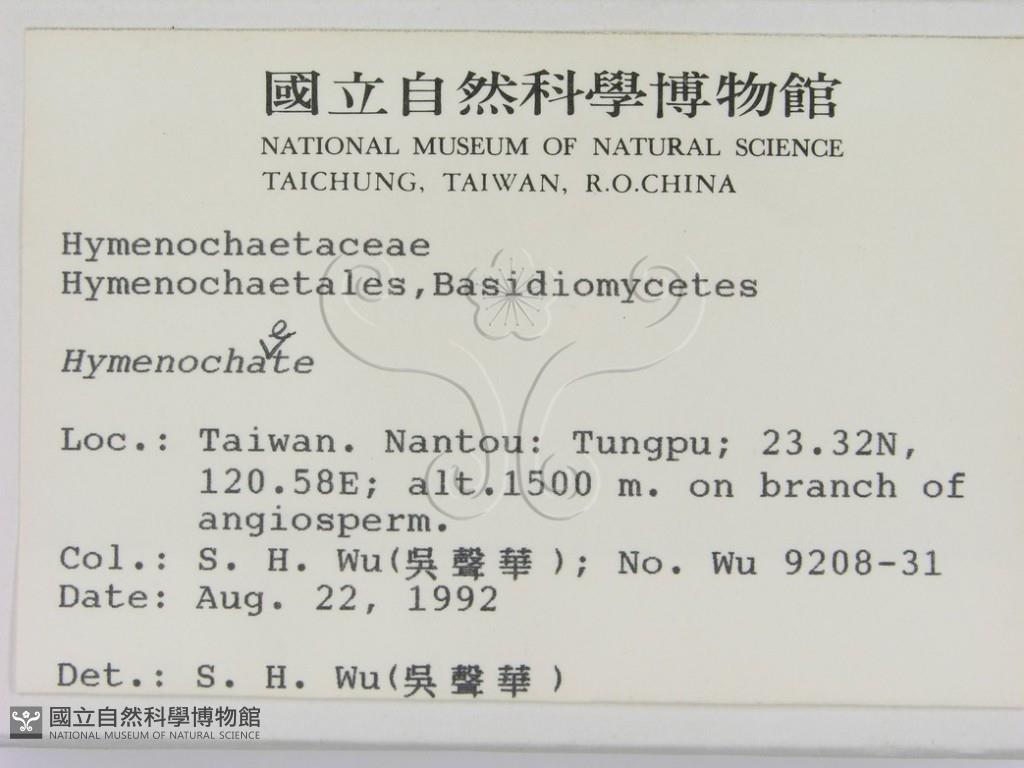 國立自然科學博物館
NATIONAL MUSEUM OF NATURAL SCIENCE
TAICHUNG, TAIWAN, R.O.CHINA
Hymenochaetaceae
Hymenochaetales,Basidiomycetes
e
Hymenochate
Loc.: Taiwan. Nantou: Tungpu; 23.32N,
120.58E; alt.1500 m. on branch of
angiosperm.
Col.: S. H. Wu(吳聲華); No. Wu 9208-31
Date: Aug. 22, 1992
Det.: S. H. Wu(吳聲華)
國立自然科學博物館
NATIONAL MUSEUM OF NATURAL SCIENCE